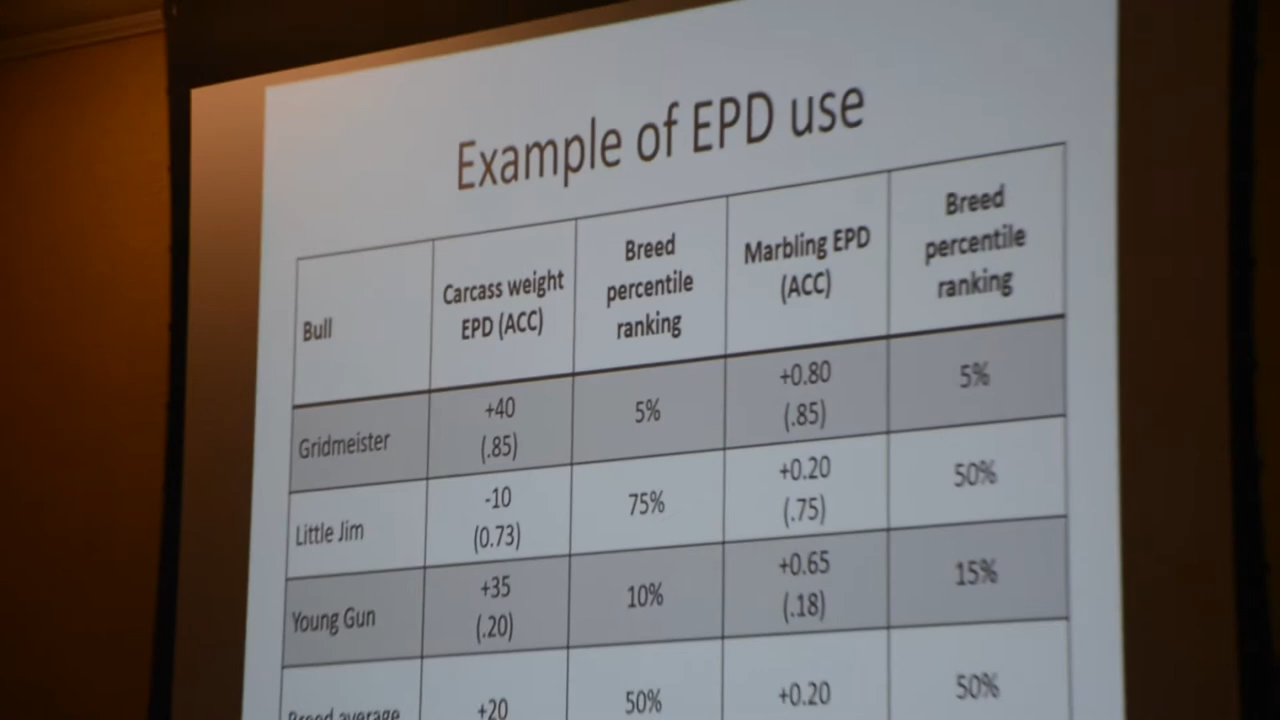 Example of EPD use
Bull
Carcass weight
EPD (ACC)
Breed
percentile
ranking
Marbling EPD
(ACC)
Breed
percentile
ranking
Gridmeister
+40
(.85)
5%
+0.80
(.85)
5%
Little Jim
-10
(0.73)
75%
+0.20
(.75)
50%
Young Gun
+35
(.20)
10%
+0.65
(.18)
15%
Breed average
+20
50%
+0.20
50%